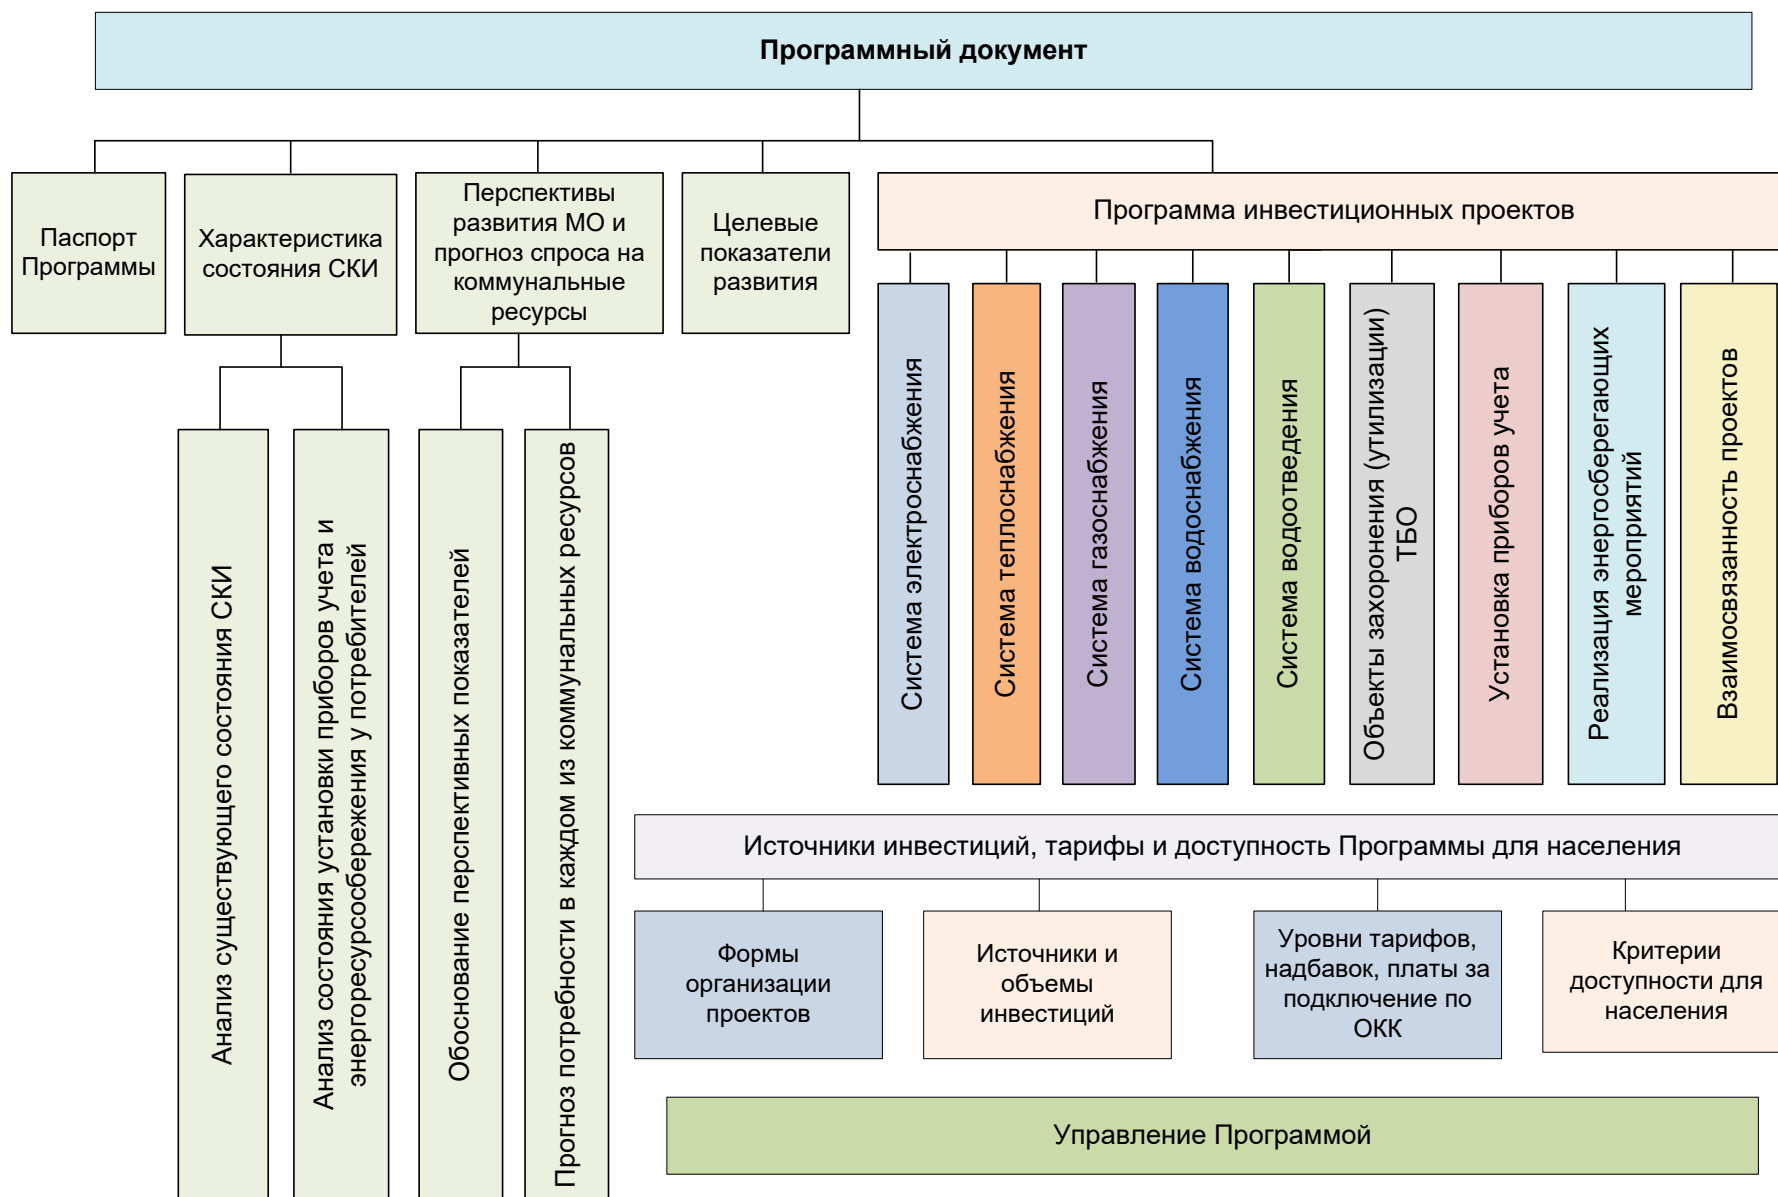 Программный документ
Паспорт
Программы
Характеристика
состояния СКИ
Перспективы
развития МО и
прогноз спроса на
коммунальные
ресурсы
Целевые
показатели
развития
Программа инвестиционных проектов
Анализ существующего состояния СКИ
Анализ состояния установки приборов учета и
энергоресурсосбережения у потребителей
Обоснование перспективных показателей
Прогноз потребности в каждом из коммунальных ресурсов
Система электроснабжения
Система теплоснабжения
Система газоснабжения
Система водоснабжения
Система водоотведения
Объекты захоронения (утилизации)
ТБО
Установка приборов учета
Реализация энергосберегающих
мероприятий
Взаимосвязанность проектов
Источники инвестиций, тарифы и доступность Программы для населения
Формы
организации
проектов
Источники и
объемы
инвестиций
Уровни тарифов,
надбавок, платы за
подключение по
ОКК
Критерии
доступности для
населения
Управление Программой